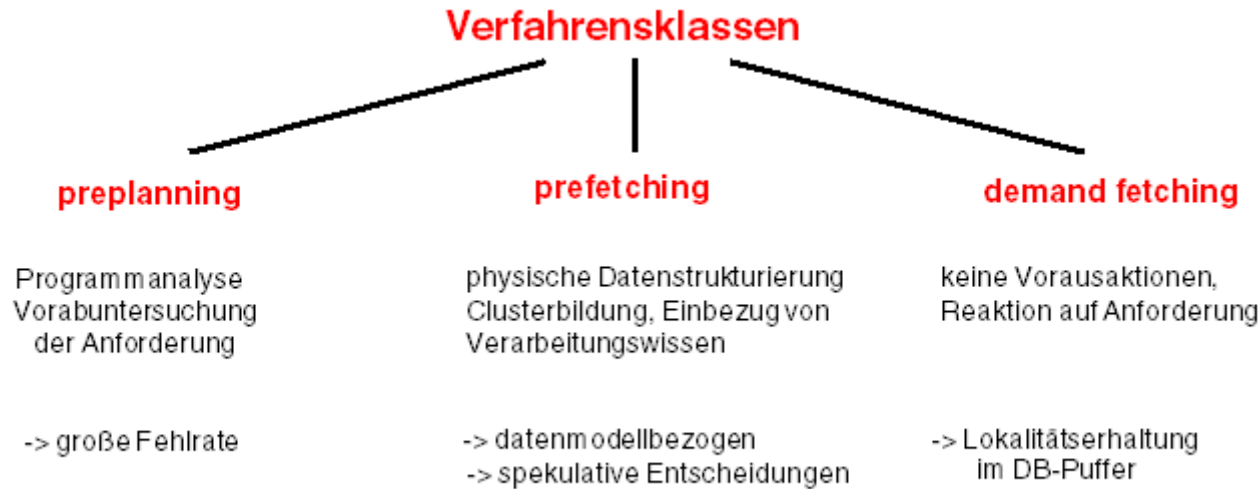 Verfahrensklassen
preplanning
Programmanalyse
Vorabuntersuchung
der Anforderung
-> große Fehlrate
prefetching
physische Datenstrukturierung
Clusterbildung, Einbezug von
Verarbeitungswissen
-> datenmodellbezogen
-> spekulative Entscheidungen
demand fetching
keine Vorausaktionen,
Reaktion auf Anforderung
-> Lokalitätserhaltung
im DB-Puffer